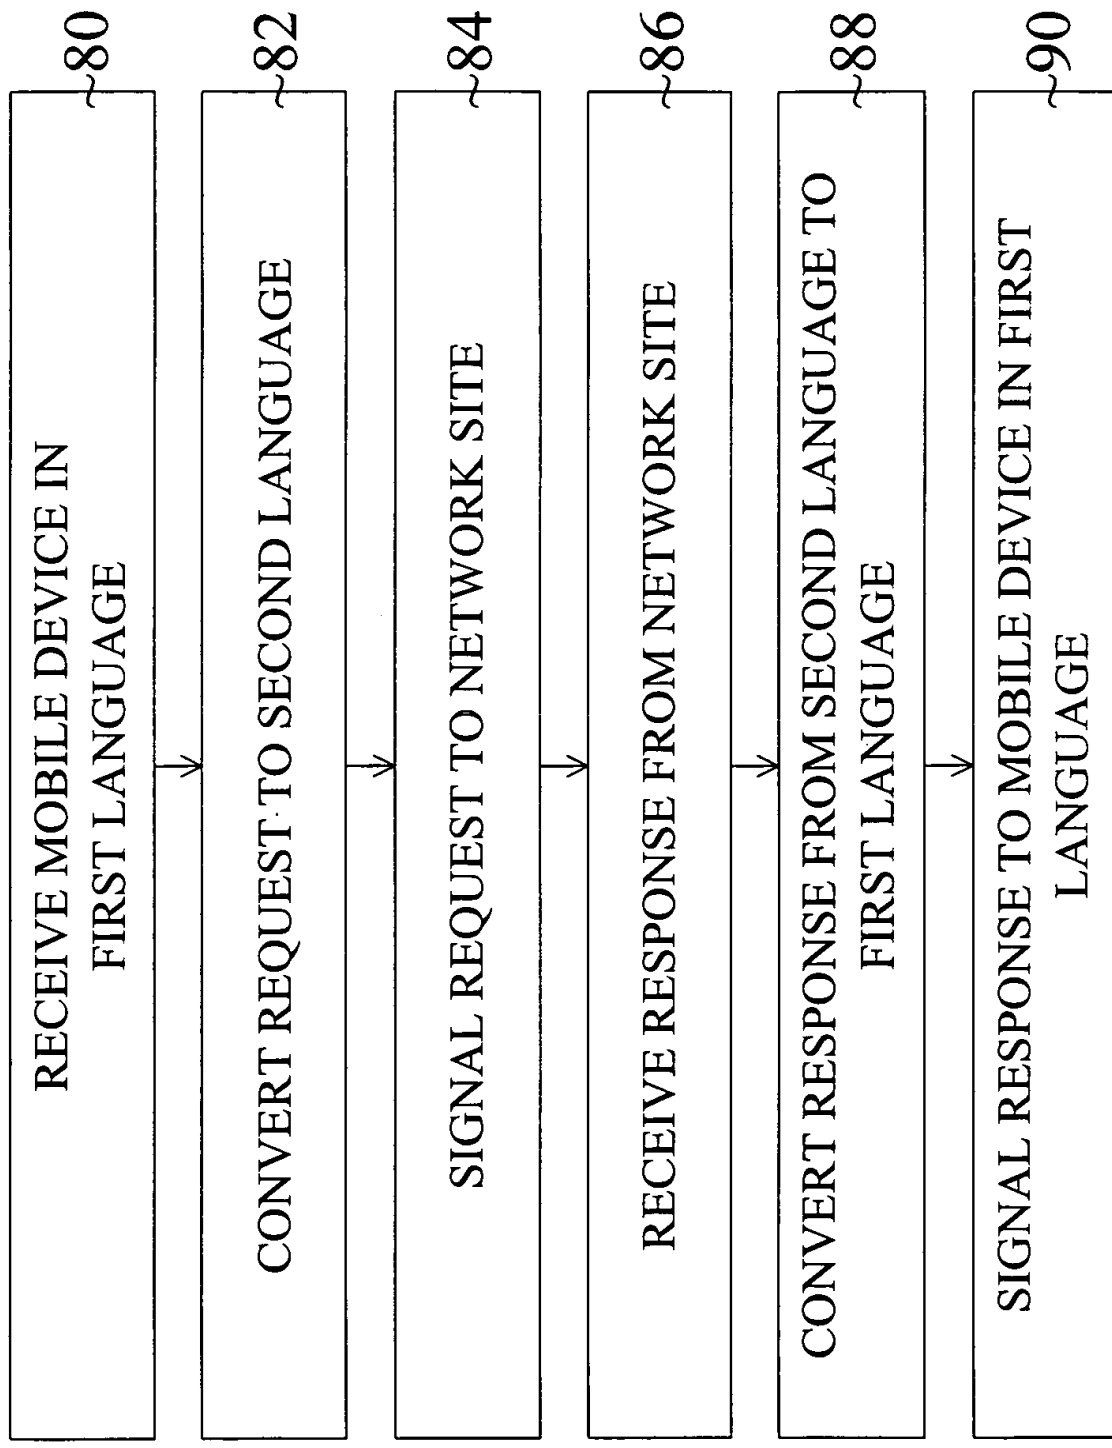 RECEIVE MOBILE DEVICE IN
FIRST LANGUAGE
~80
CONVERT REQUEST TO SECOND LANGUAGE
~82
SIGNAL REQUEST TO NETWORK SITE
~84
RECEIVE RESPONSE FROM NETWORK SITE
~86
CONVERT RESPONSE FROM SECOND LANGUAGE TO
FIRST LANGUAGE
~88
SIGNAL RESPONSE TO MOBILE DEVICE IN FIRST
LANGUAGE
~90